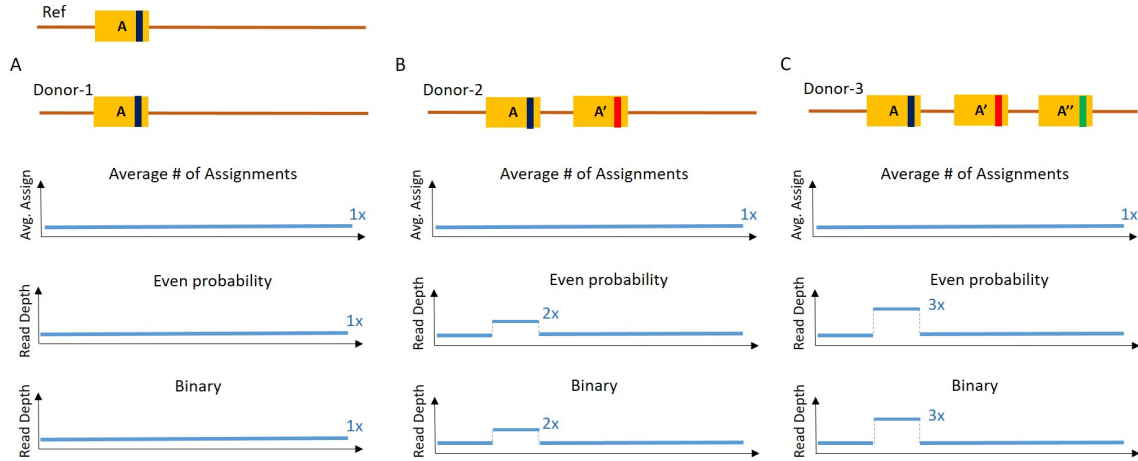 Ref
A
A
Donor-1
A
Average # of Assignments
Avg. Assign
1x
Even probability
Read Depth
1x
Binary
Read Depth
1x
B
Donor-2
A
A'
Average # of Assignments
Avg. Assign
1x
Even probability
Read Depth
2x
Binary
Read Depth
2x
C
Donor-3
A
A'
A''
Average # of Assignments
Avg. Assign
1x
Even probability
Read Depth
3x
Binary
Read Depth
3x